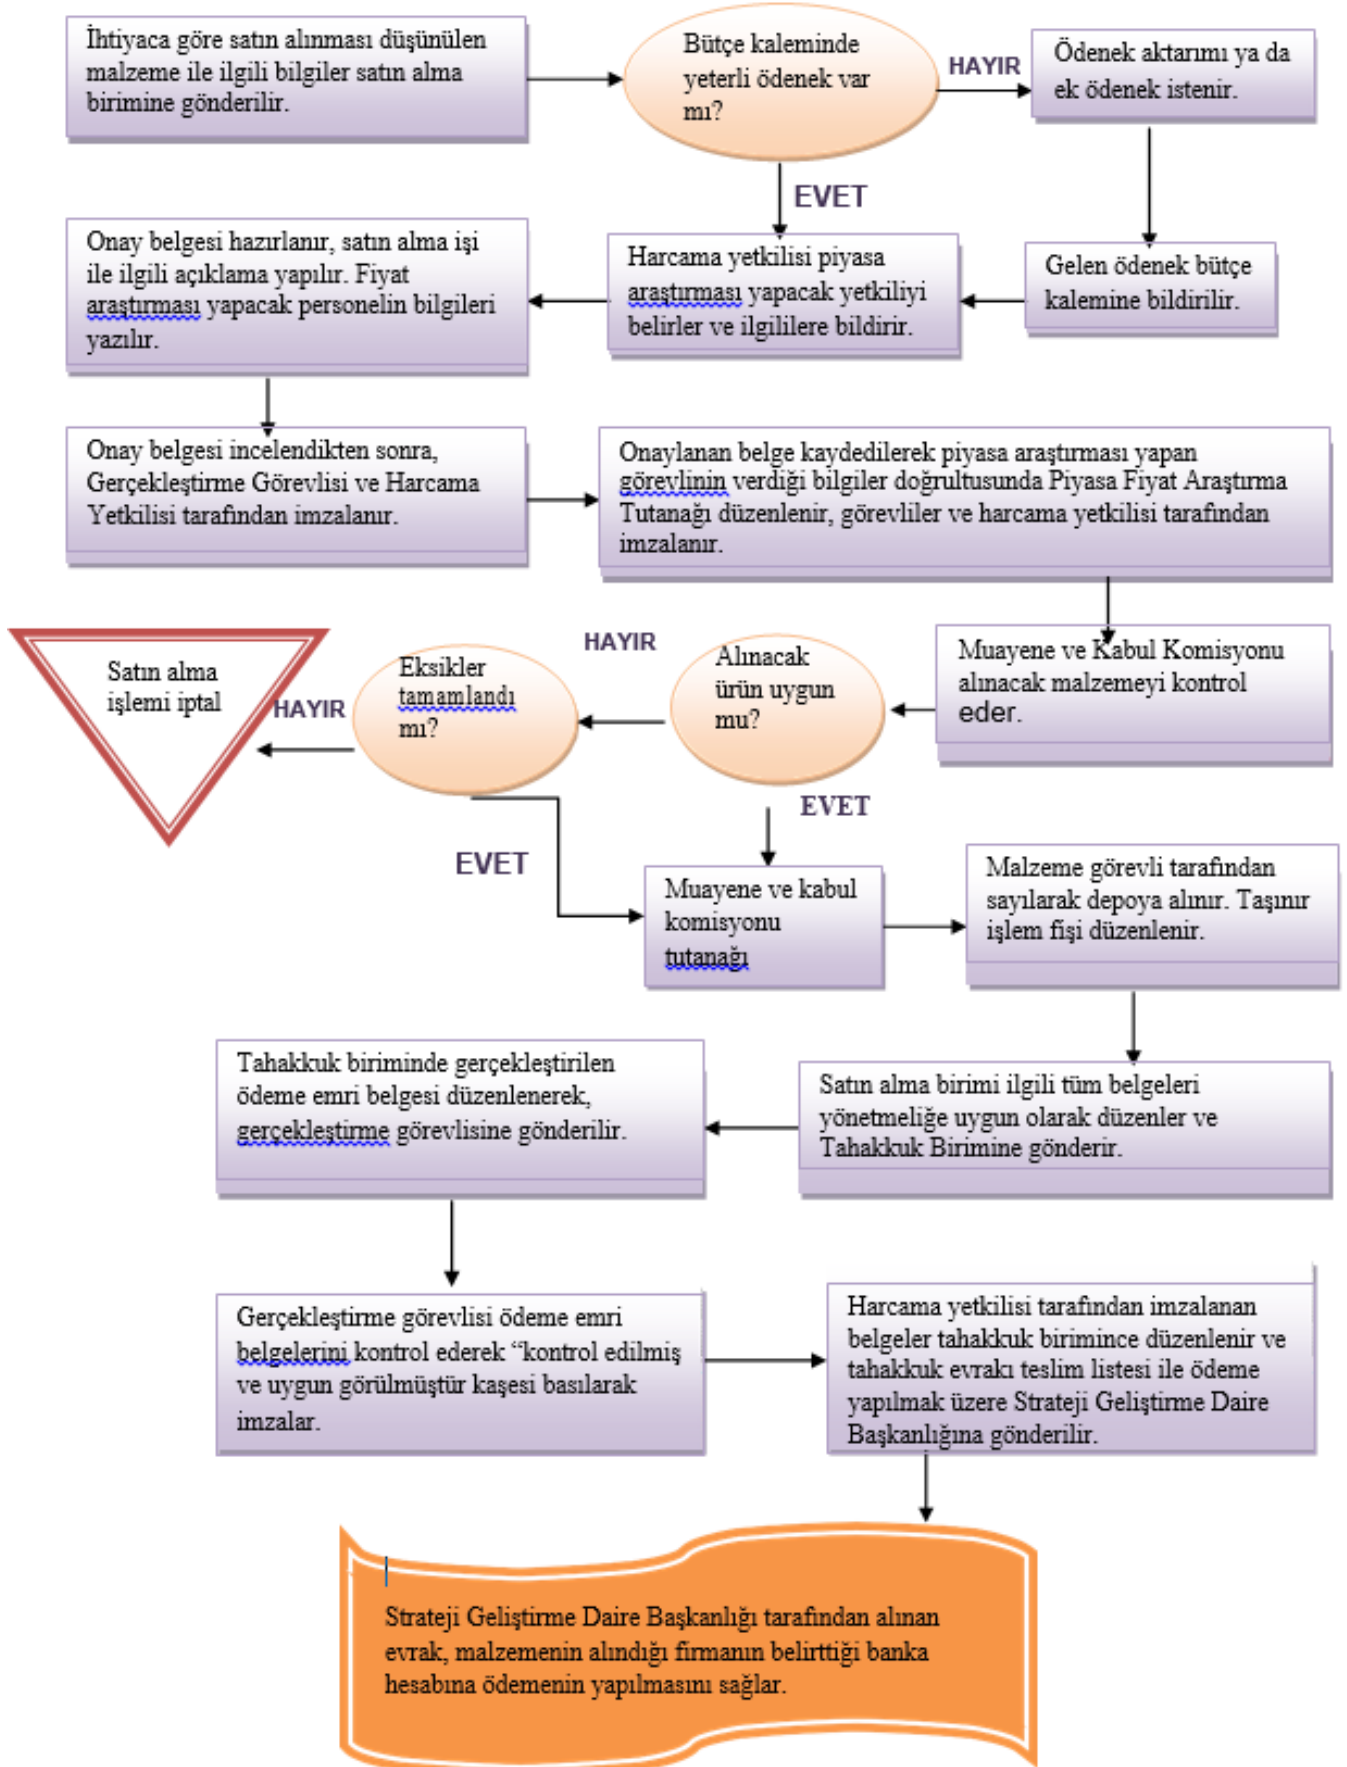 İhtiyaca göre satın alınması düşünülen
malzeme ile ilgili bilgiler satın alma
birimine gönderilir.
Bütçe kaleminde
yeterli ödenek var
mı?
HAYIR
Ödenek aktarımı ya da
ek ödenek istenir.
EVET
Onay belgesi hazırlanır, satın alma işi
ile ilgili açıklama yapılır. Fiyat
araştırması yapacak personelin bilgileri
yazılır.
Harcama yetkilisi piyasa
araştırması yapacak yetkiliyi
belirler ve ilgililere bildirir.
Gelen ödenek bütçe
kalemine bildirilir.
Onay belgesi incelendikten sonra,
Gerçekleştirme Görevlisi ve Harcama
Yetkilisi tarafından imzalanır.
Onaylanan belge kaydedilerek piyasa araştırması yapan
görevlinin verdiği bilgiler doğrultusunda Piyasa Fiyat Araştırma
Tutanağı düzenlenir, görevliler ve harcama yetkilisi tarafından
imzalanır.
Satın alma
işlemi iptal
HAYIR
Eksikler
tamamlandı
mı?
HAYIR
Alınacak
ürün uygun
mu?
Muayene ve Kabul Komisyonu
alınacak malzemeyi kontrol
eder.
EVET
EVET
Muayene ve kabul
komisyonu
tutanağı
Malzeme görevli tarafından
sayılarak depoya alınır. Taşınır
işlem fişi düzenlenir.
Tahakkuk biriminde gerçekleştirilen
ödeme emri belgesi düzenlenerek,
gerçekleştirme görevlisine gönderilir.
Satın alma birimi ilgili tüm belgeleri
yönetmeliğe uygun olarak düzenler ve
Tahakkuk Birimine gönderir.
Gerçekleştirme görevlisi ödeme emri
belgelerini kontrol ederek “kontrol edilmiş
ve uygun görülmüştür kaşesi basılarak
imzalar.
Harcama yetkilisi tarafından imzalanan
belgeler tahakkuk birimince düzenlenir ve
tahakkuk evrakı teslim listesi ile ödeme
yapılmak üzere Strateji Geliştirme Daire
Başkanlığına gönderilir.
Strateji Geliştirme Daire Başkanlığı tarafından alınan
evrak, malzemenin alındığı firmanın belirttiği banka
hesabına ödemenin yapılmasını sağlar.